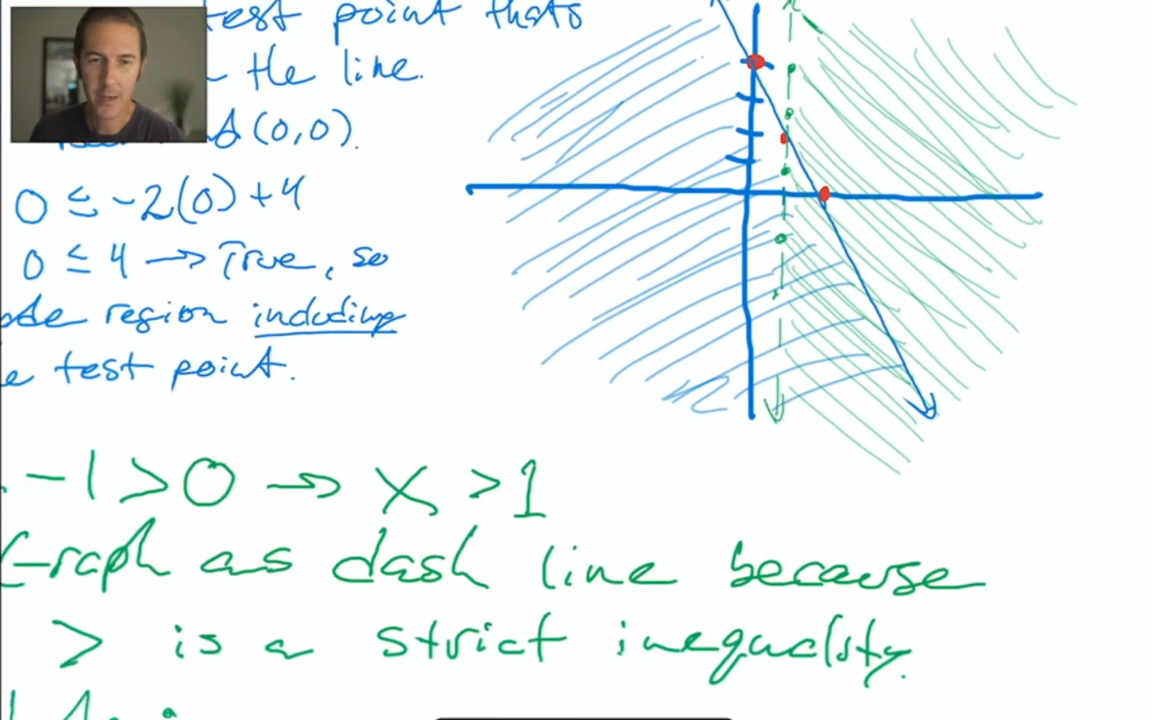 test point thats
the line.
(0,0).
0 ≤ -2(0)+4
0 ≤ 4 → True, so
region including
test point.
-1>0 → X >1
Graph as dash line because
> is a strict inequality.